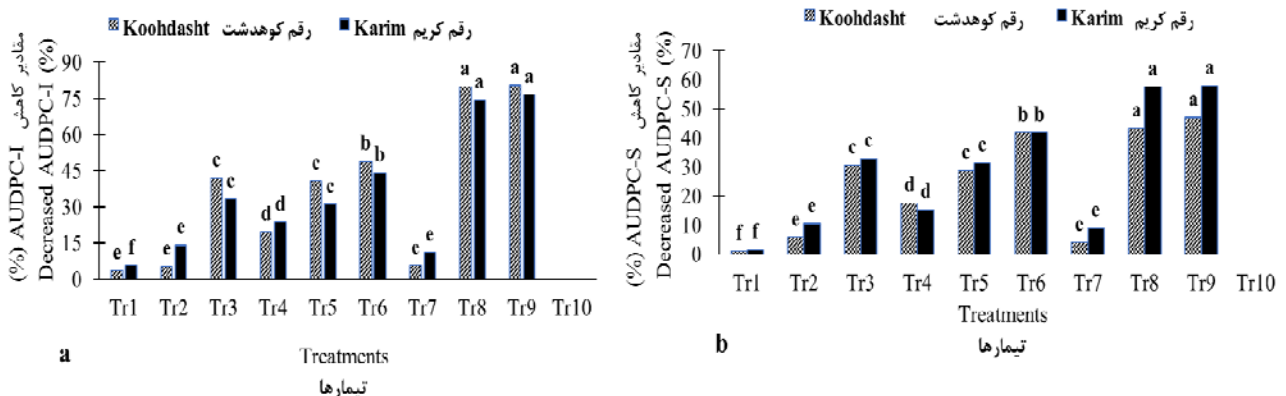 Koohdasht رقم کوهدشت Karim رقم کریم
مقادیر کاهش AUDPC-I (%)
Decreased AUDPC-I (%)
90
75
60
45
30
15
0
e f e e c c d d c c b b e e a a a a
Tr1 Tr2 Tr3 Tr4 Tr5 Tr6 Tr7 Tr8 Tr9 Tr10
Treatments
تیمارها
a
Koohdasht رقم کوهدشت Karim رقم کریم
مقادیر کاهش AUDPC-S (%)
Decreased AUDPC-S (%)
70
60
50
40
30
20
10
0
f f e e c c d d c c b b e e a a a a
Tr1 Tr2 Tr3 Tr4 Tr5 Tr6 Tr7 Tr8 Tr9 Tr10
Treatments
تیمارها
b